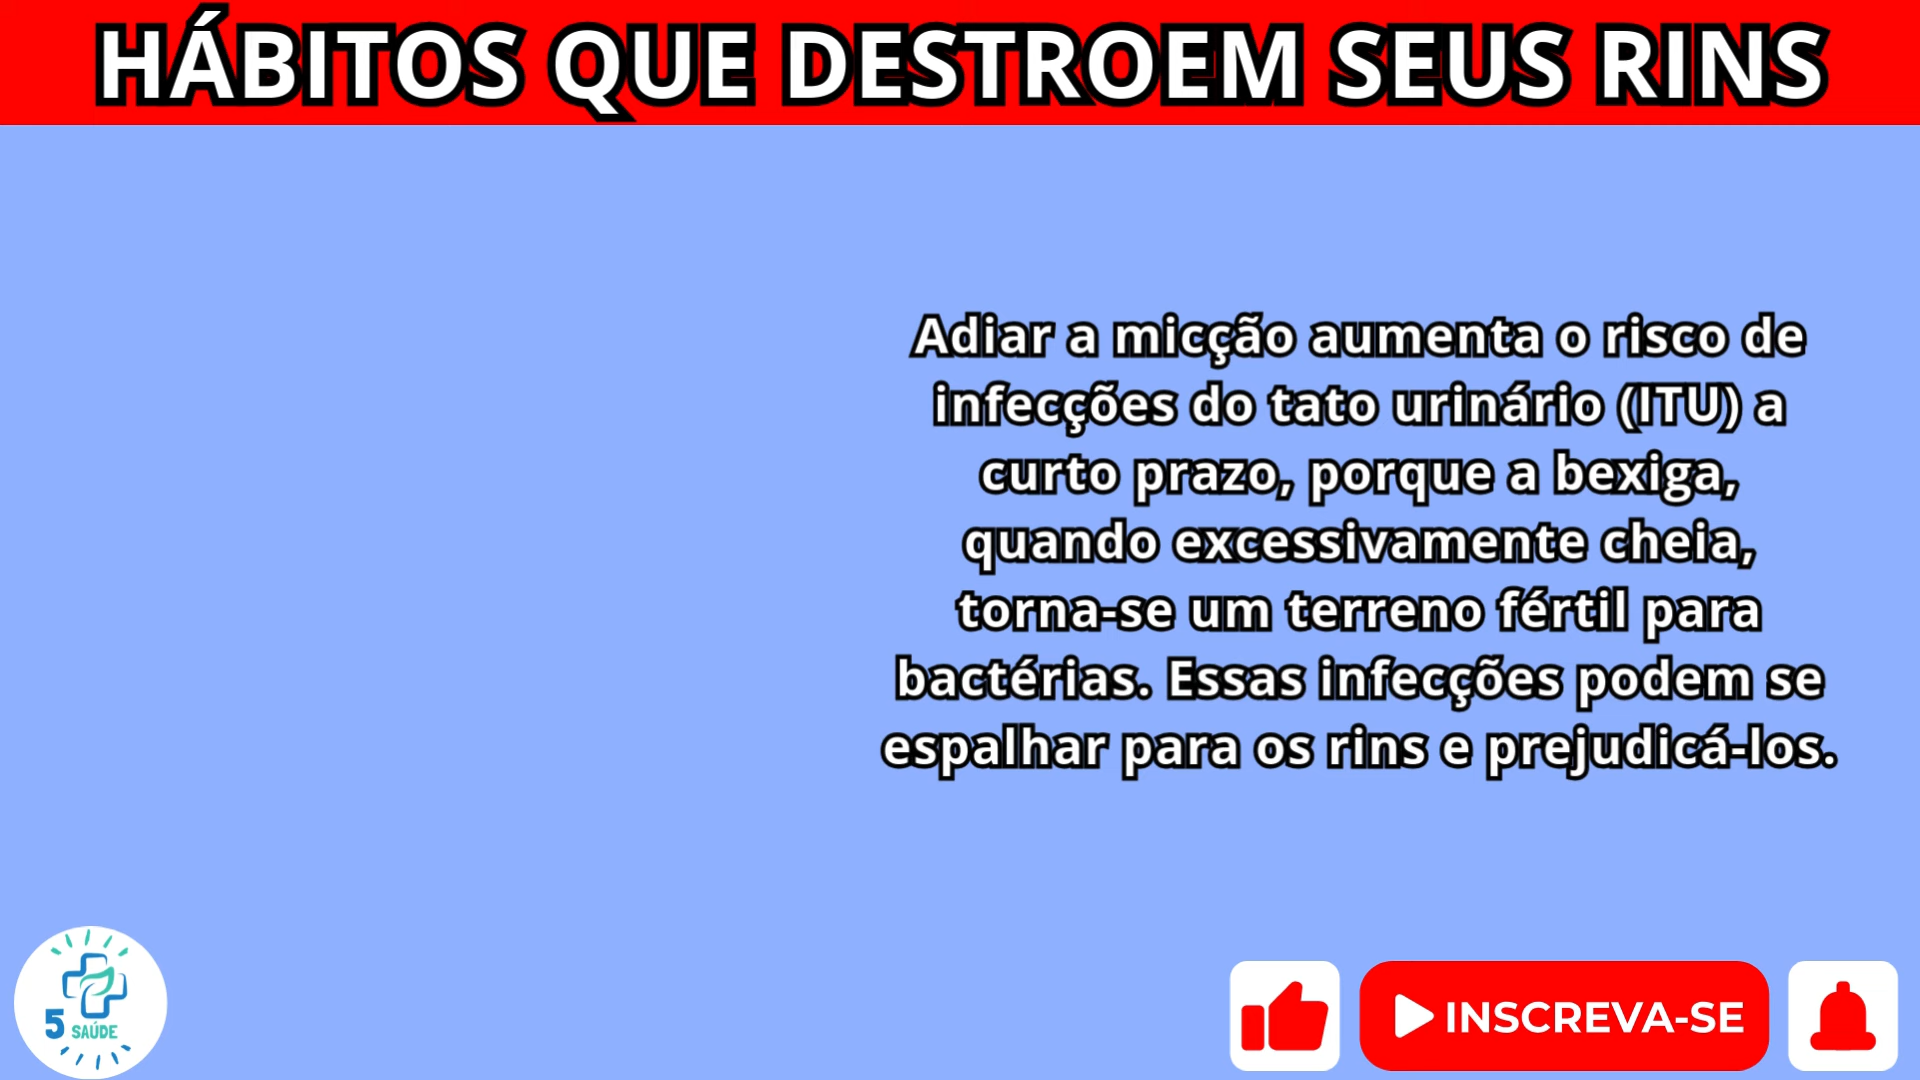 HÁBITOS QUE DESTROEM SEUS RINS
Adiar a micção aumenta o risco de
infecções do tato urinário (ITU) a
curto prazo, porque a bexiga,
quando excessivamente cheia,
torna-se um terreno fértil para
bactérias. Essas infecções podem se
espalhar para os rins e prejudicá-los.
5 SAÚDE
INSCREVA-SE